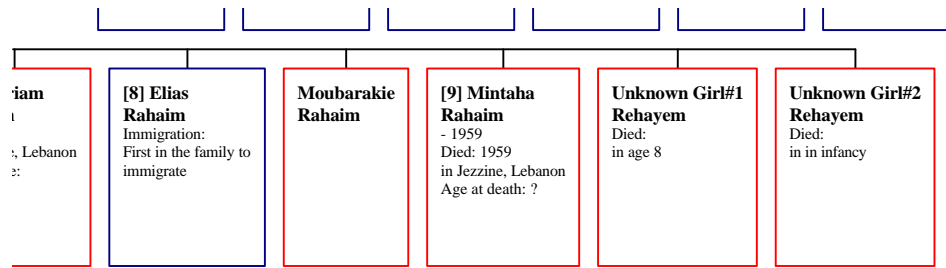 iam
e, Lebanon
e:
[8] Elias
Rahaim
Immigration:
First in the family to
immigrate
Moubarakie
Rahaim
[9] Mintaha
Rahaim
- 1959
Died: 1959
in Jezzine, Lebanon
Age at death: ?
Unknown Girl#1
Rehayem
Died:
in age 8
Unknown Girl#2
Rehayem
Died:
in in infancy